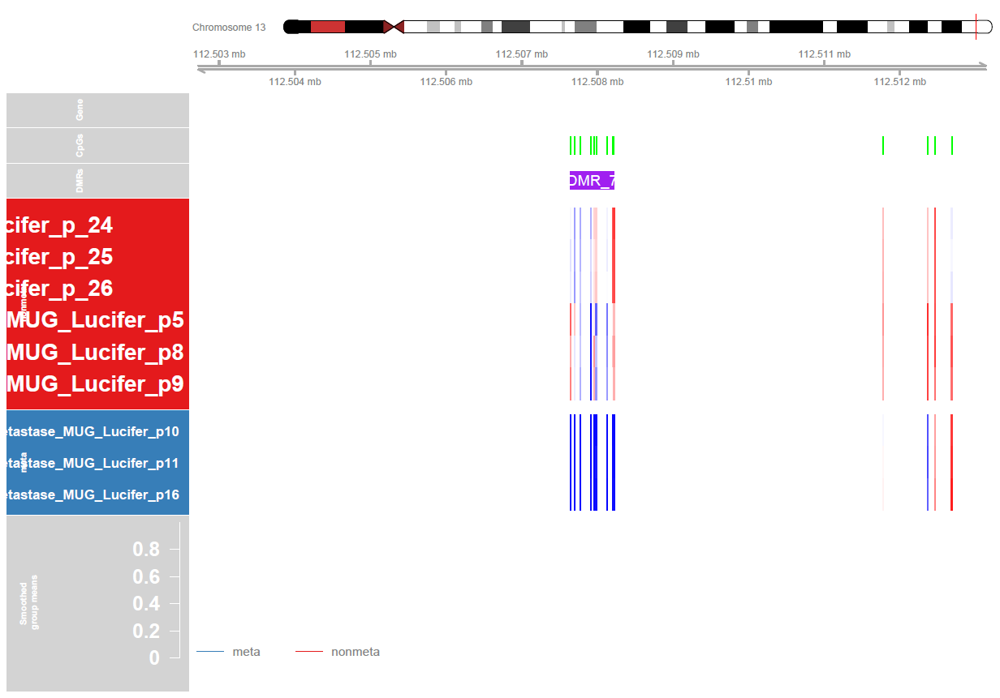 Chromosome 13
112.503 mb 112.505 mb 112.507 mb 112.509 mb 112.511 mb
112.504 mb 112.506 mb 112.508 mb 112.51 mb 112.512 mb
Gene
CpGs
DMRs
DMR_7
cifer_p_24
cifer_p_25
cifer_p_26
MUG_Lucifer_p5
MUG_Lucifer_p8
MUG_Lucifer_p9
etastase_MUG_Lucifer_p10
meta
etastase_MUG_Lucifer_p11
etastase_MUG_Lucifer_p16
Smoothed
group means
0.8
0.6
0.4
0.2
0
meta nonmeta